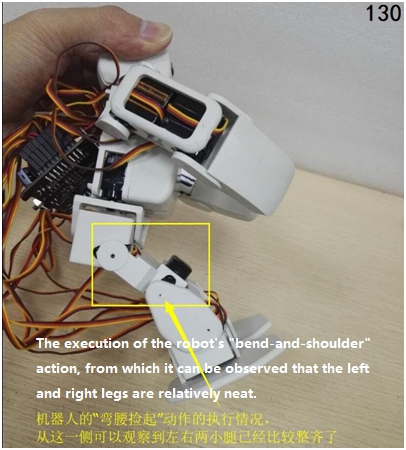 130
The execution of the robot's "bend-and-shoulder"
action, from which it can be observed that the left
and right legs are relatively neat.
机器人的“弯腰捡起”动作的执行情况，
从这一侧可以观察到左右两小腿已经比较整齐了